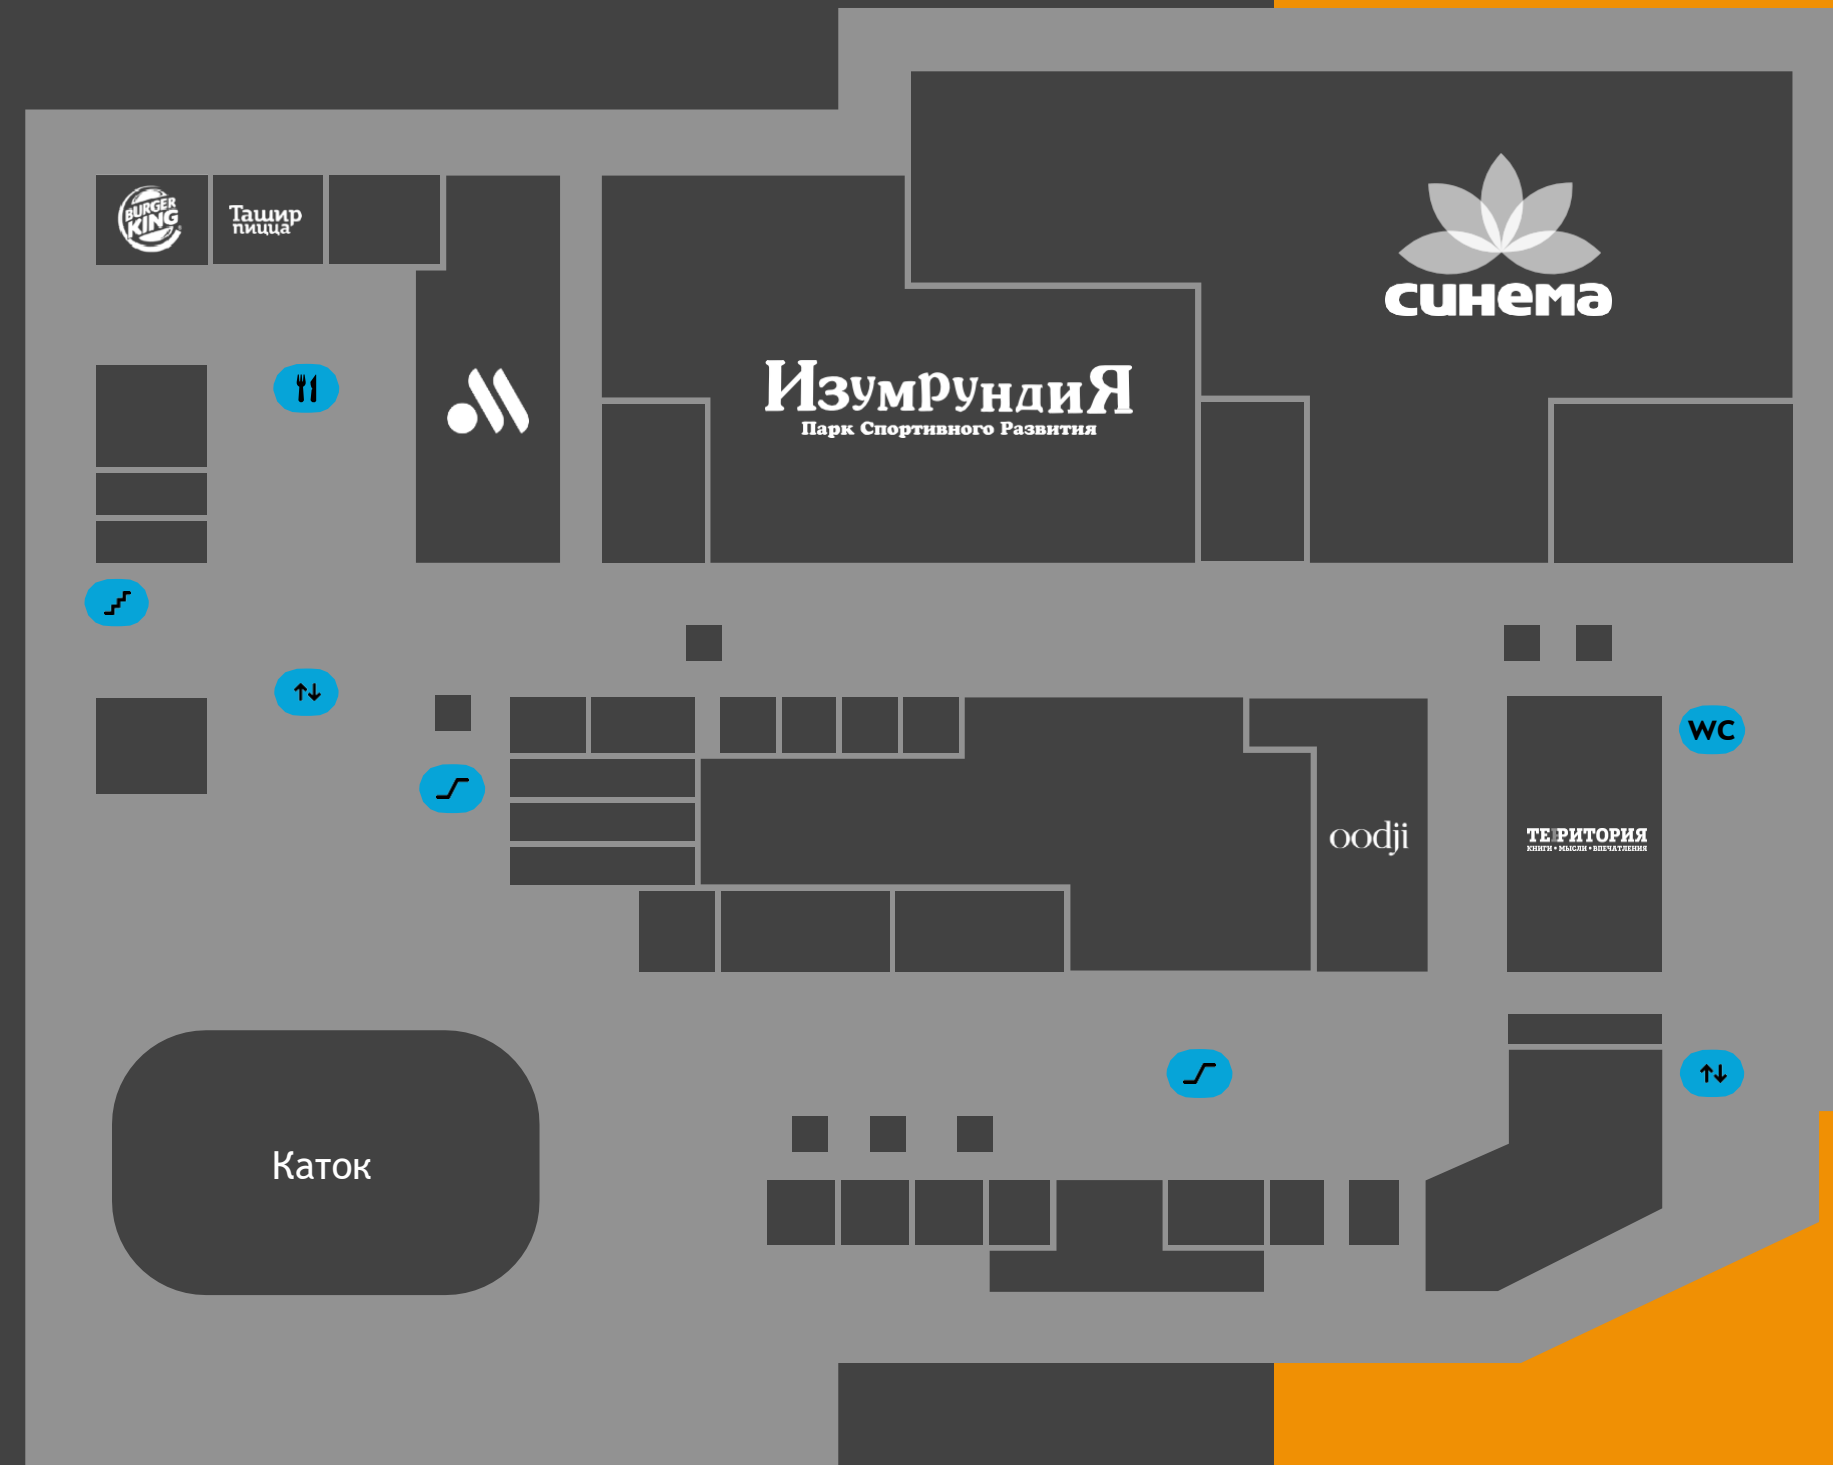 BURGER
KING
Ташир
пицца
синема
ИзумрундиЯ
Парк Спортивного Развития
WC
oodji
ТЕРРИТОРИЯ
КНИГИ • МЫСЛИ • ВПЕЧАТЛЕНИЯ
Каток